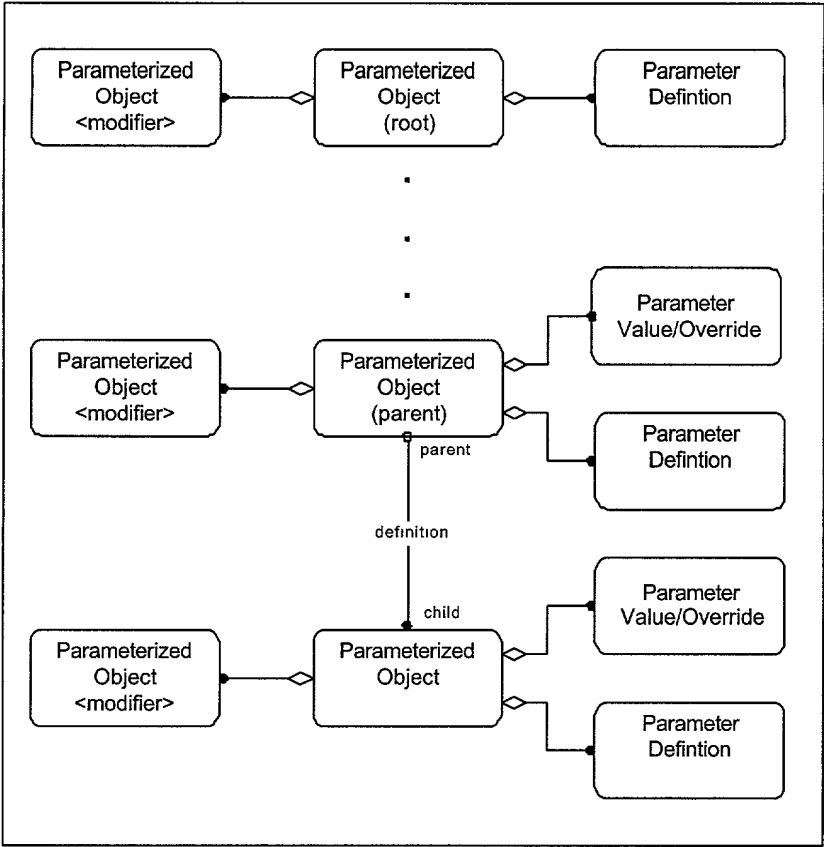 Parameterized
Object
<modifier>
Parameterized
Object
(root)
Parameter
Defintion
Parameter
Value/Override
Parameterized
Object
<modifier>
Parameterized
Object
(parent)
Parameter
Defintion
parent
definition
child
Parameter
Value/Override
Parameterized
Object
<modifier>
Parameterized
Object
Parameter
Defintion